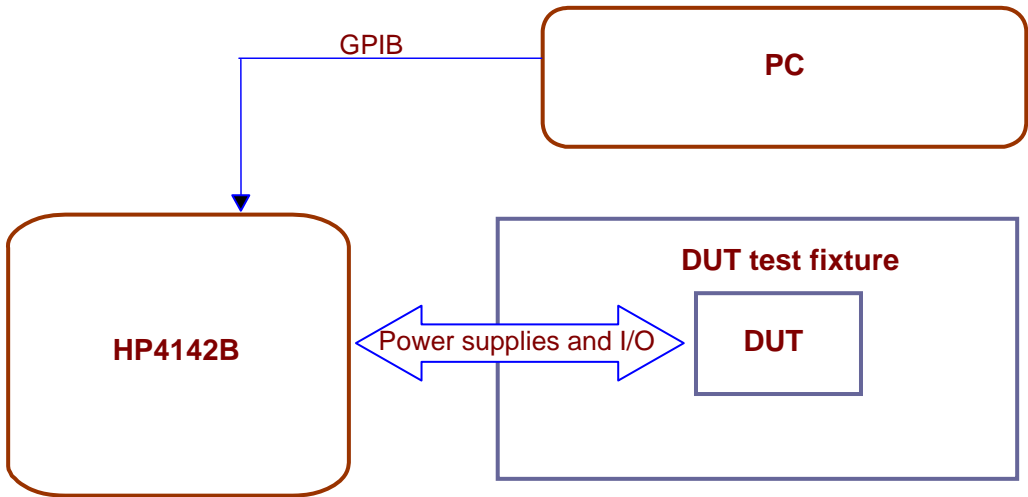 GPIB
PC
DUT test fixture
HP4142B
Power supplies and I/O
DUT